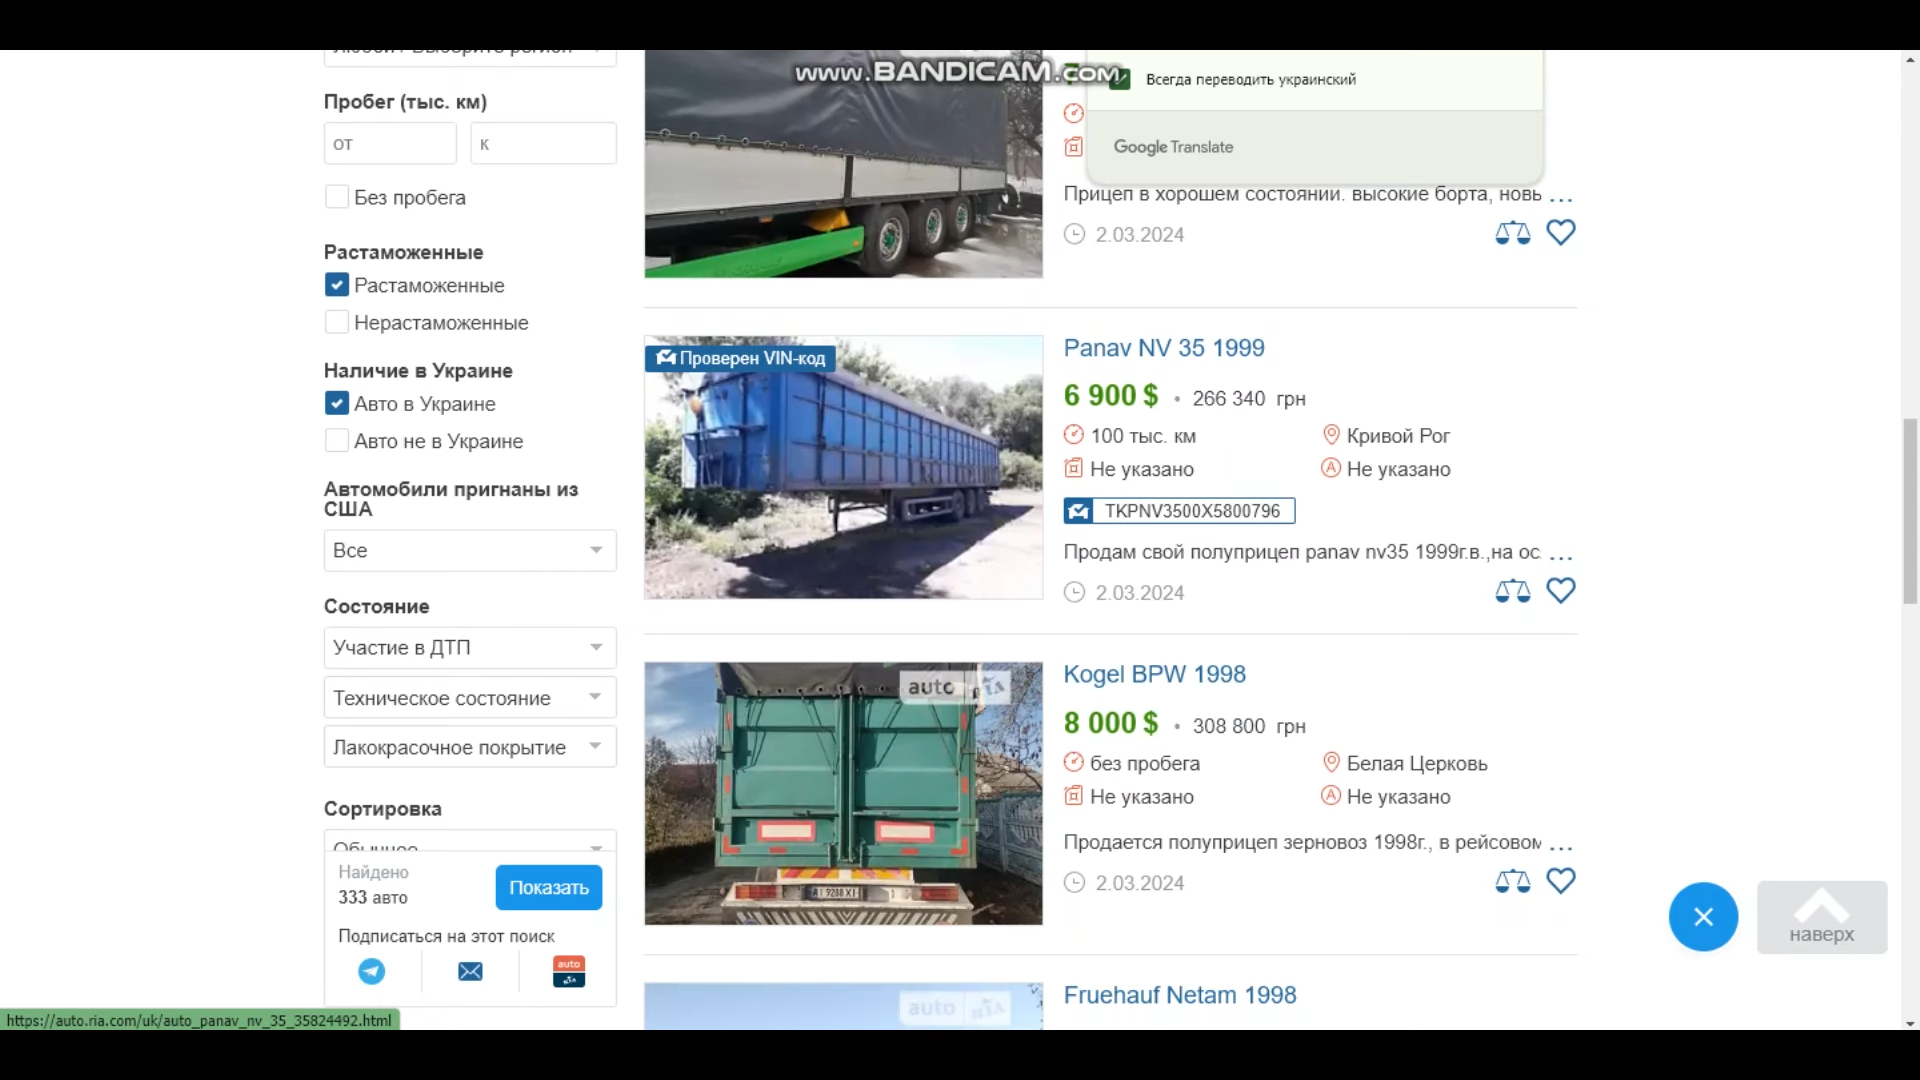 www.BANDICAM.com
Всегда переводить украинский
Google Translate
Пробег (тыс. км)
от
к
Без пробега
Растаможенные
Растаможенные
Нерастаможенные
Наличие в Украине
Авто в Украине
Авто не в Украине
Автомобили пригнаны из
США
Все
Состояние
Участие в ДТП
Техническое состояние
Лакокрасочное покрытие
Сортировка
Найдено
333 авто
Показать
Подписаться на этот поиск
auto
Прицеп в хорошем состоянии. высокие борта, новь ...
2.03.2024
Проверен VIN-код
Panav NV 35 1999
6 900 $ • 266 340 грн
100 тыс. км
Кривой Рог
Не указано
Не указано
TKPNV3500X5800796
Продам свой полуприцеп panav nv35 1999г.в.,на ос. ...
2.03.2024
auto RIA
Kogel BPW 1998
8 000 $ • 308 800 грн
без пробега
Белая Церковь
Не указано
Не указано
Продается полуприцеп зерновоз 1998г., в рейсовом ...
2.03.2024
auto RIA
Fruehauf Netam 1998
наверх
https://auto.ria.com/uk/auto_panav_nv_35_35824492.html